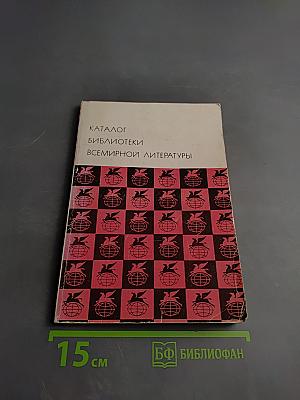 КАТАЛОГ
БИБЛИОТЕКИ
ВСЕМИРНОЙ ЛИТЕРАТУРЫ
15 см
БФ БИБЛИОФАН